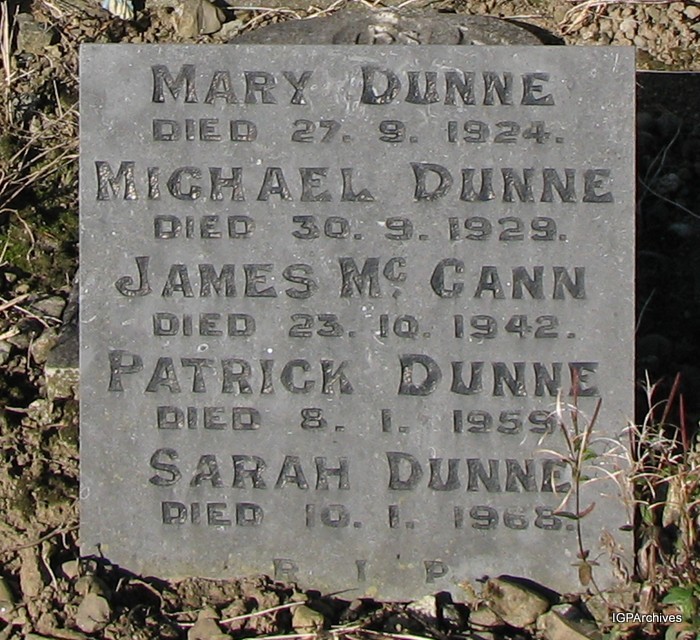 MARY DUNNE
DIED 27. 9. 1924.
MICHAEL DUNNE
DIED 30. 9. 1929.
JAMES Mᶜ CANN
DIED 23. 10. 1942.
PATRICK DUNNE
DIED 8. 1. 1959
SARAH DUNNE
DIED 10. 1. 1968.
R I P
IGPArchives